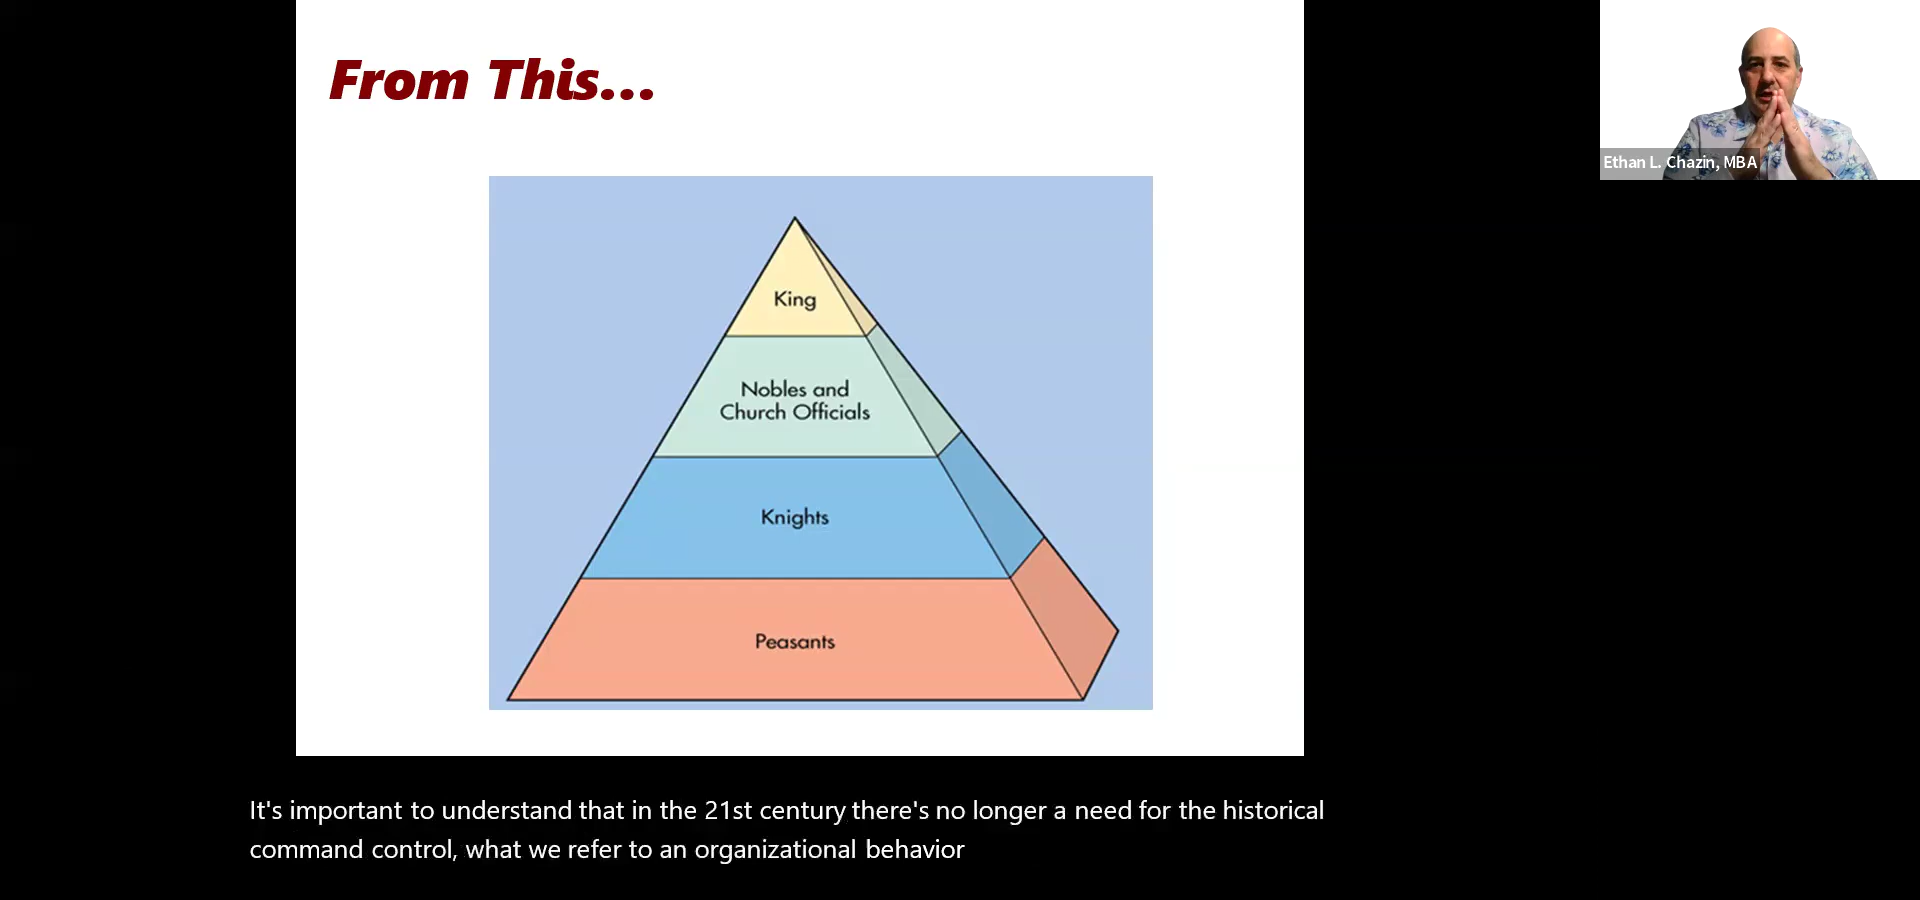 From This...
Ethan L. Chazin, MBA
King
Nobles and
Church Officials
Knights
Peasants
It's important to understand that in the 21st century there's no longer a need for the historical
command control, what we refer to an organizational behavior